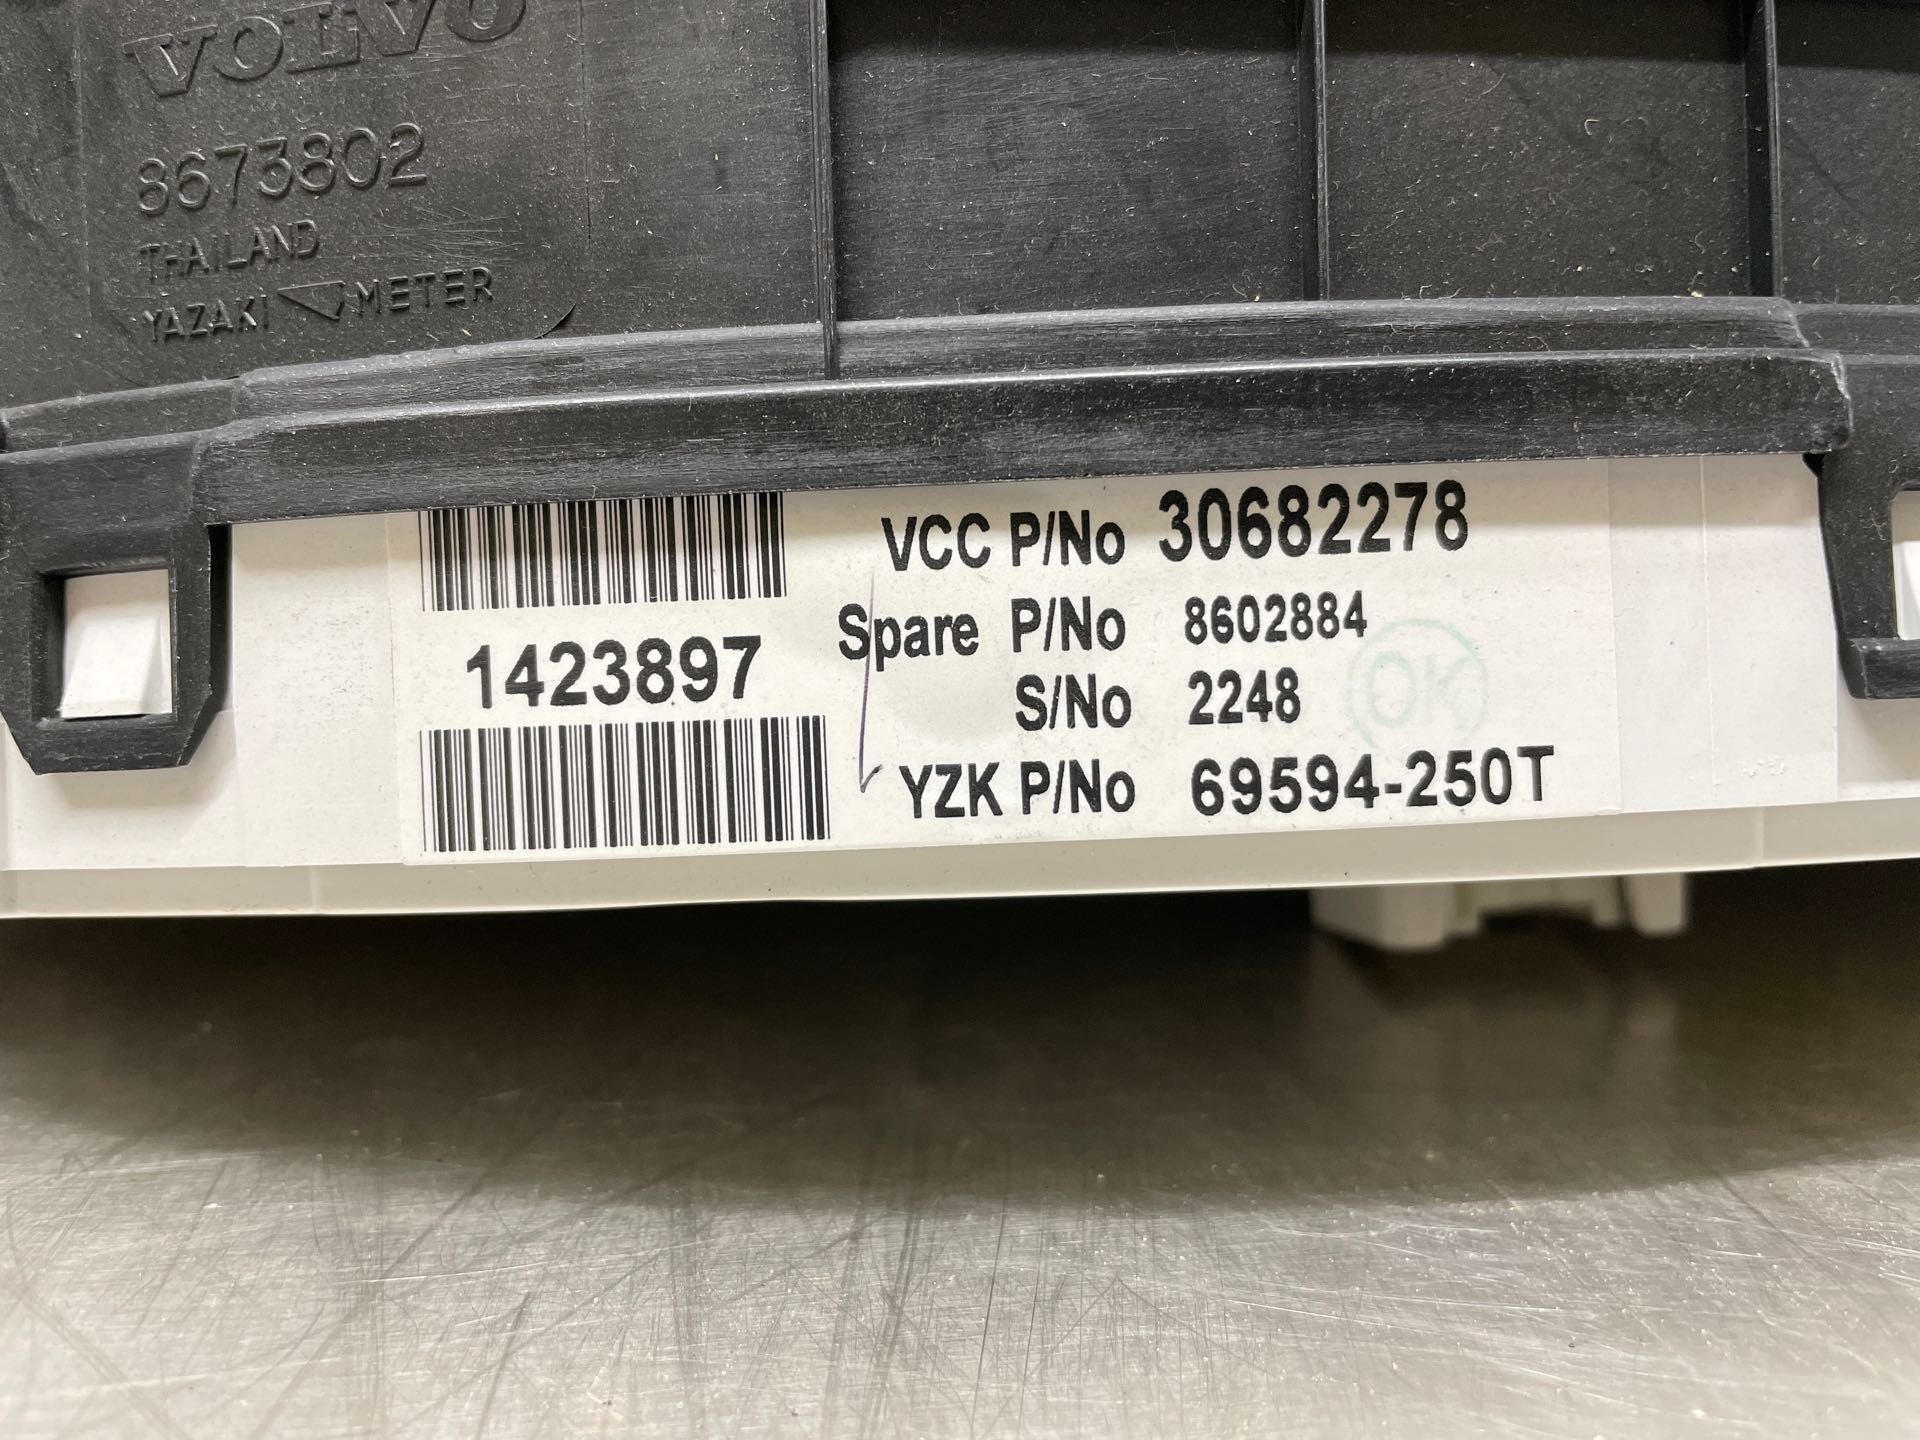 VOLVO
8673802
THAILAND
YAZAKI METER
1423897
VCC P/No 30682278
Spare P/No 8602884
S/No 2248
YZK P/No 69594-250T
OK